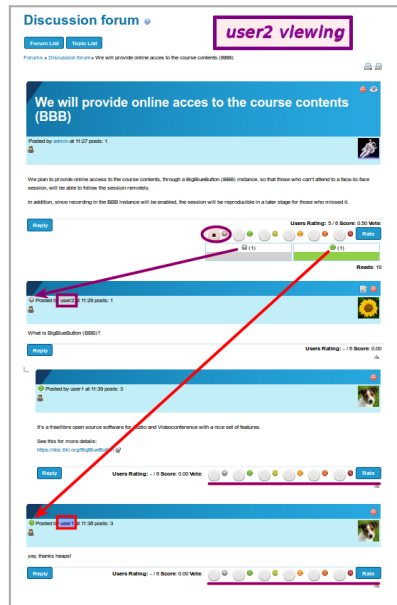 Discussion forum
user2 viewing
Forum List Topic List
Forums » Discussion forum» We will provide online acces to the course contents (BBB)
We will provide online acces to the course contents
(BBB)
Posted by admin at 11:27 posts: 1
We plan to provide online access to the course contents, through a BigBlueButton (BBB) instance, so that those who can't attend to a face-to-face
session, will be able to follow the session remotely.
In addition, since recording in the BBB instance will be enabled, the session will be reproducible in a later stage for those who missed it.
Reply
Users Rating: 5 / 6 Score: 0.50 Vote:
Rate
(1) (1)
Reads: 19
Posted by user2 at 11:29 posts: 1
What is BigBlueButton (BBB)?
Reply
Users Rating: - / 6 Score: 0.00
Posted by user1 at 11:39 posts: 3
It's a free/libre open source software for Audio and Videoconference with a nice set of features.
See this for more details:
https://doc.tiki.org/BigBlueButton
Reply Users Rating: - / 6 Score: 0.00 Vote: Rate
Posted by user1 at 11:36 posts: 3
yay, thanks heaps!
Reply Users Rating: - / 6 Score: 0.00 Vote: Rate